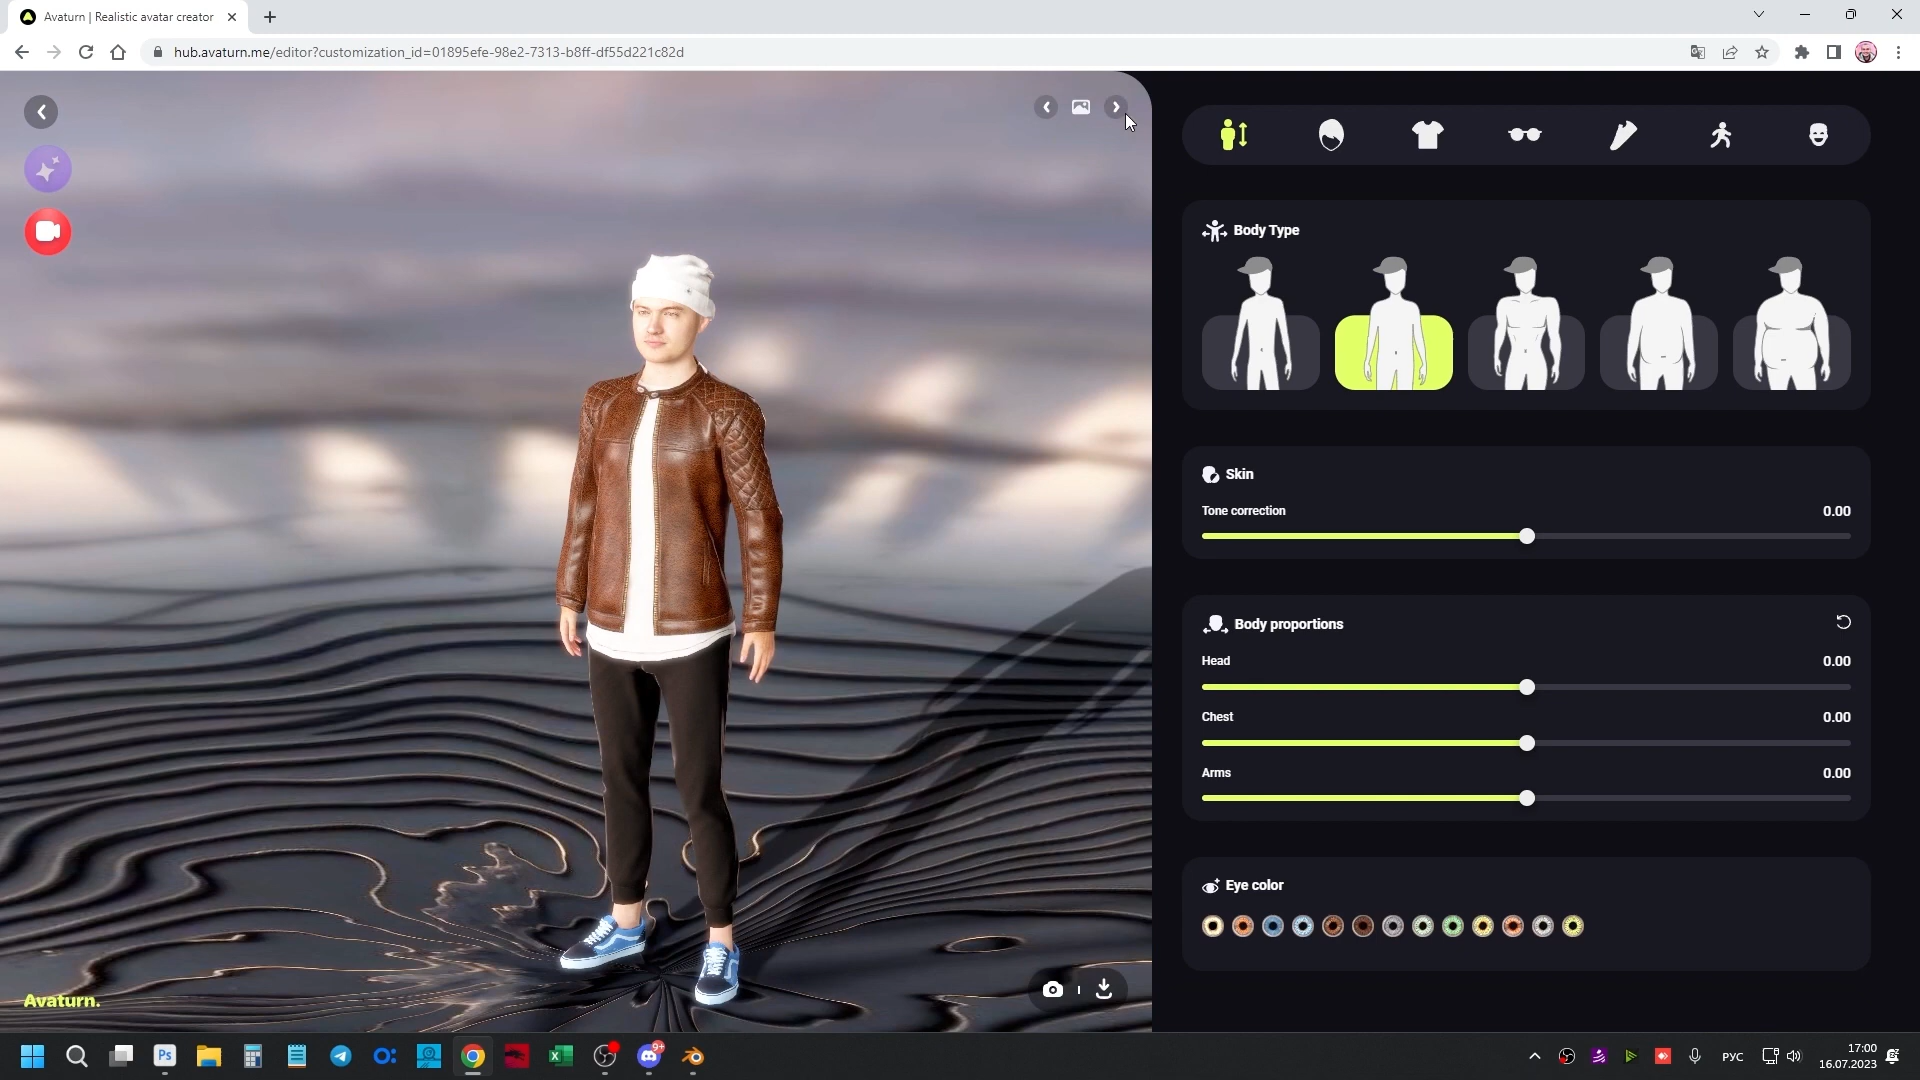 Avaturn | Realistic avatar creator
hub.avaturn.me/editor?customization_id=01895efe-98e2-7313-b8ff-df55d221c82d
Body Type
Skin
Tone correction 0.00
Body proportions
Head 0.00
Chest 0.00
Arms 0.00
Eye color
Avaturn.
Ps
9+
РУС
17:00
16.07.2023